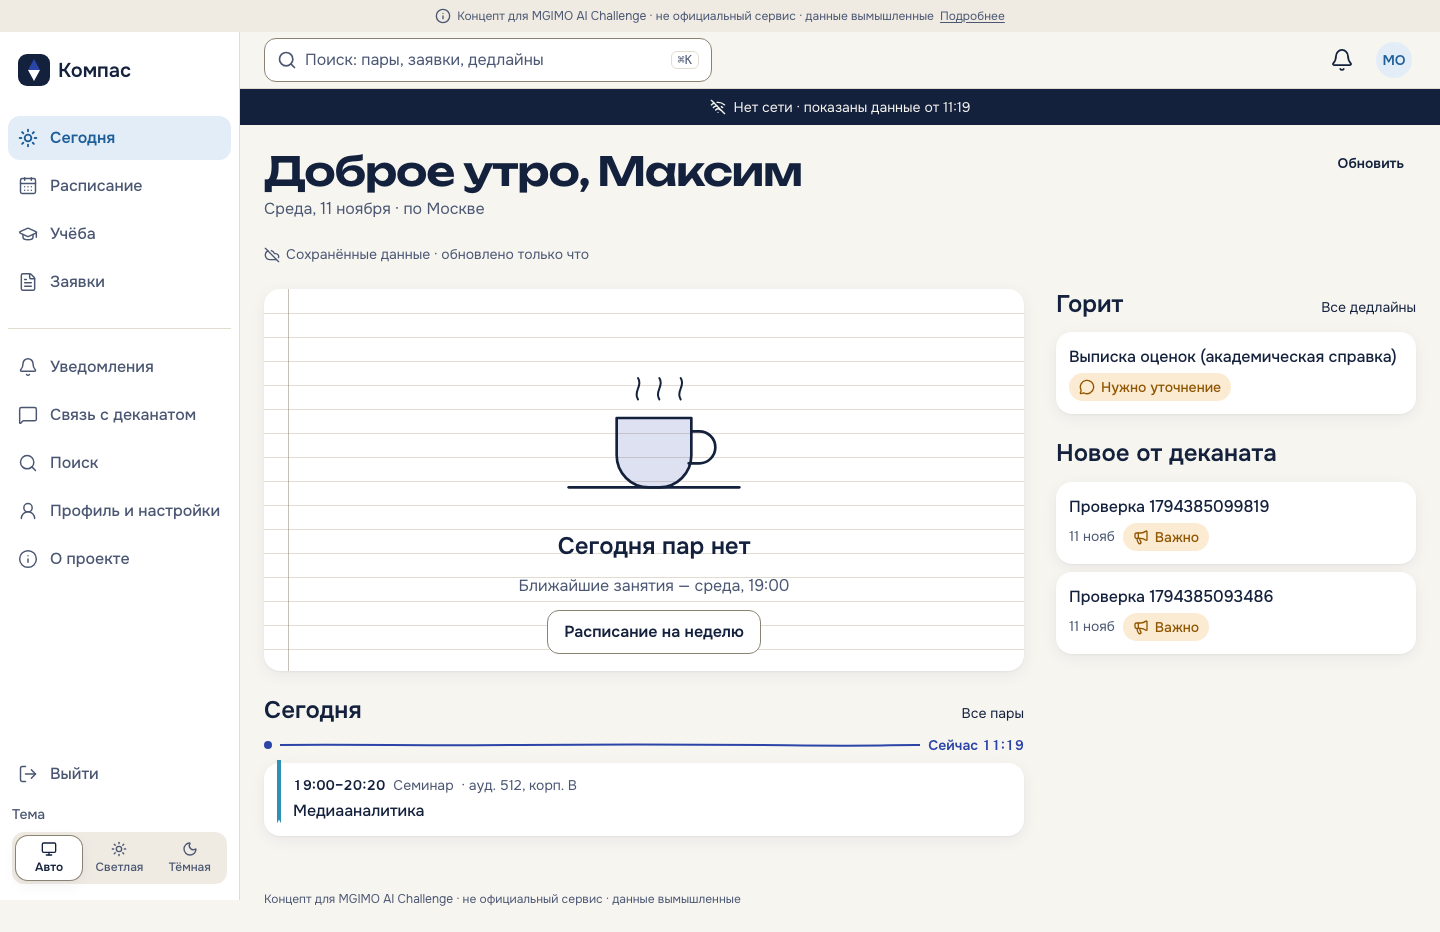 Концепт для MGIMO AI Challenge · не официальный сервис · данные вымышленные Подробнее
Компас
Поиск: пары, заявки, дедлайны
⌘K
МО
Нет сети · показаны данные от 11:19
Сегодня
Расписание
Учёба
Заявки
Уведомления
Связь с деканатом
Поиск
Профиль и настройки
О проекте
Выйти
Тема
Авто
Светлая
Тёмная
Доброе утро, Максим
Обновить
Среда, 11 ноября · по Москве
Сохранённые данные · обновлено только что
Сегодня пар нет
Ближайшие занятия — среда, 19:00
Расписание на неделю
Сегодня
Все пары
Сейчас 11:19
19:00–20:20 Семинар · ауд. 512, корп. В
Медиааналитика
Горит
Все дедлайны
Выписка оценок (академическая справка)
Нужно уточнение
Новое от деканата
Проверка 1794385099819
11 нояб Важно
Проверка 1794385093486
11 нояб Важно
Концепт для MGIMO AI Challenge · не официальный сервис · данные вымышленные